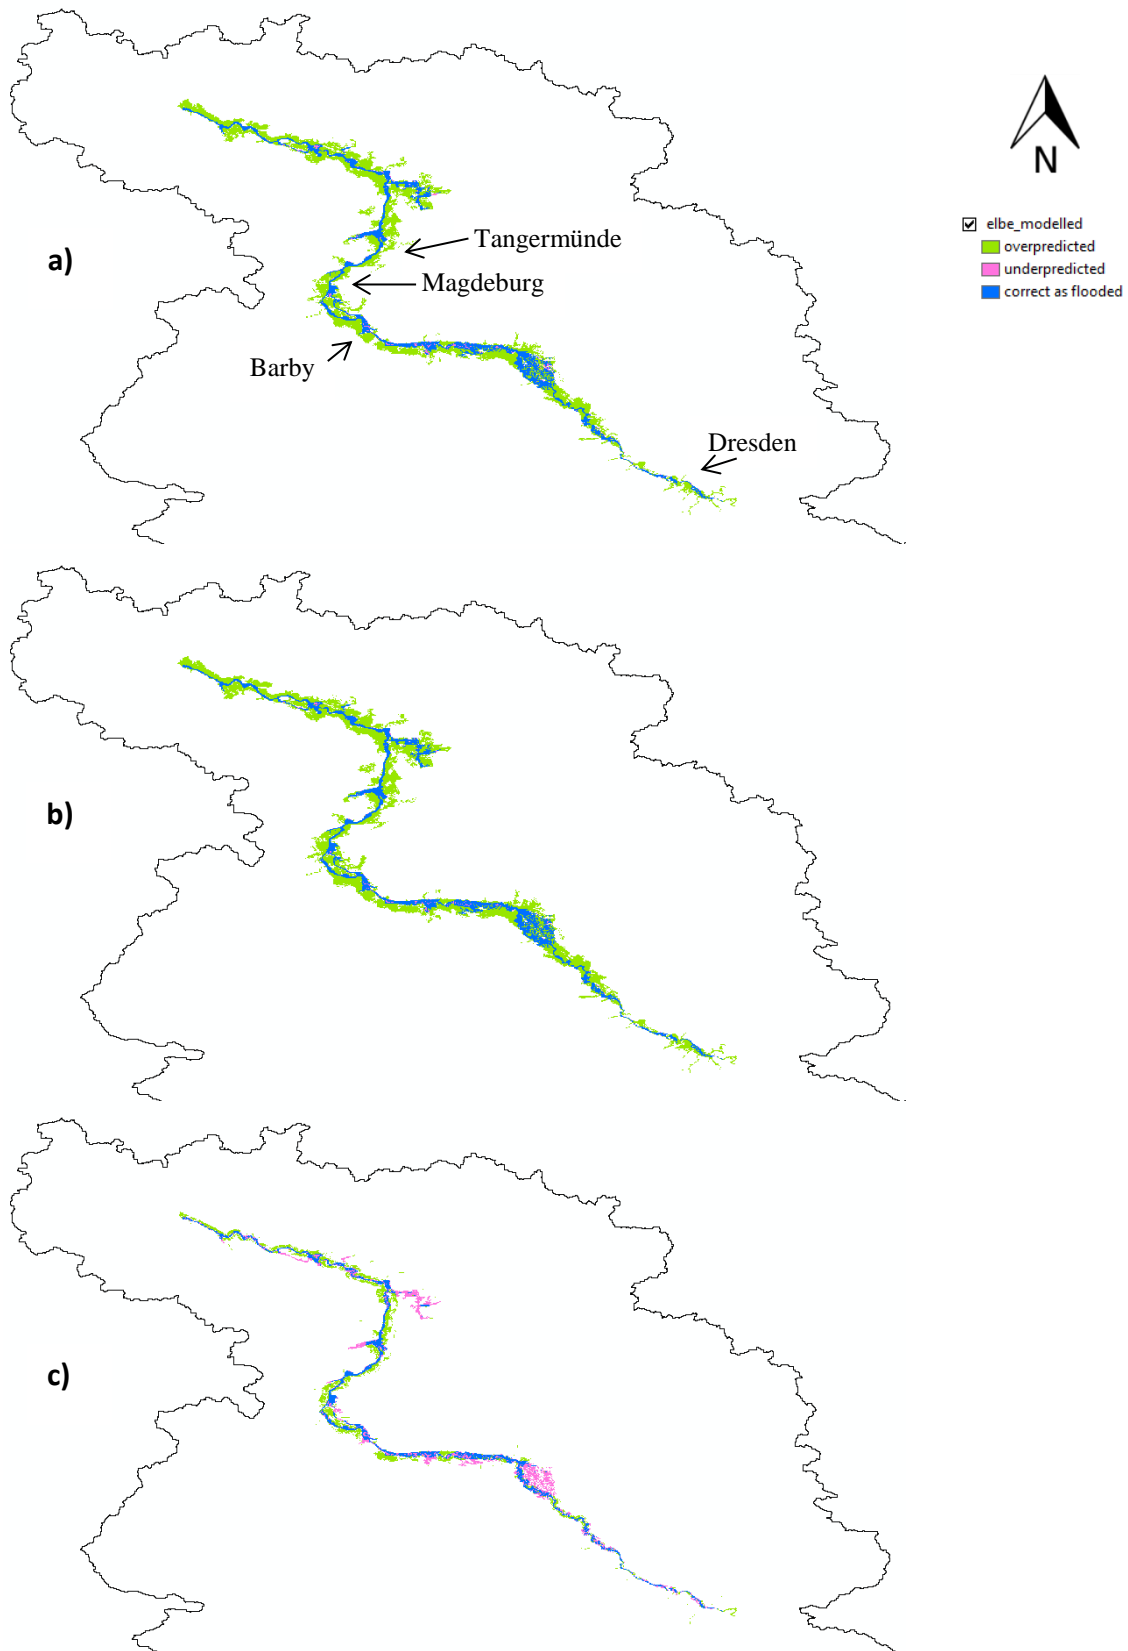 N
elbe_modelled
overpredicted
underpredicted
correct as flooded
a)
Tangermünde
Magdeburg
Barby
Dresden
b)
c)